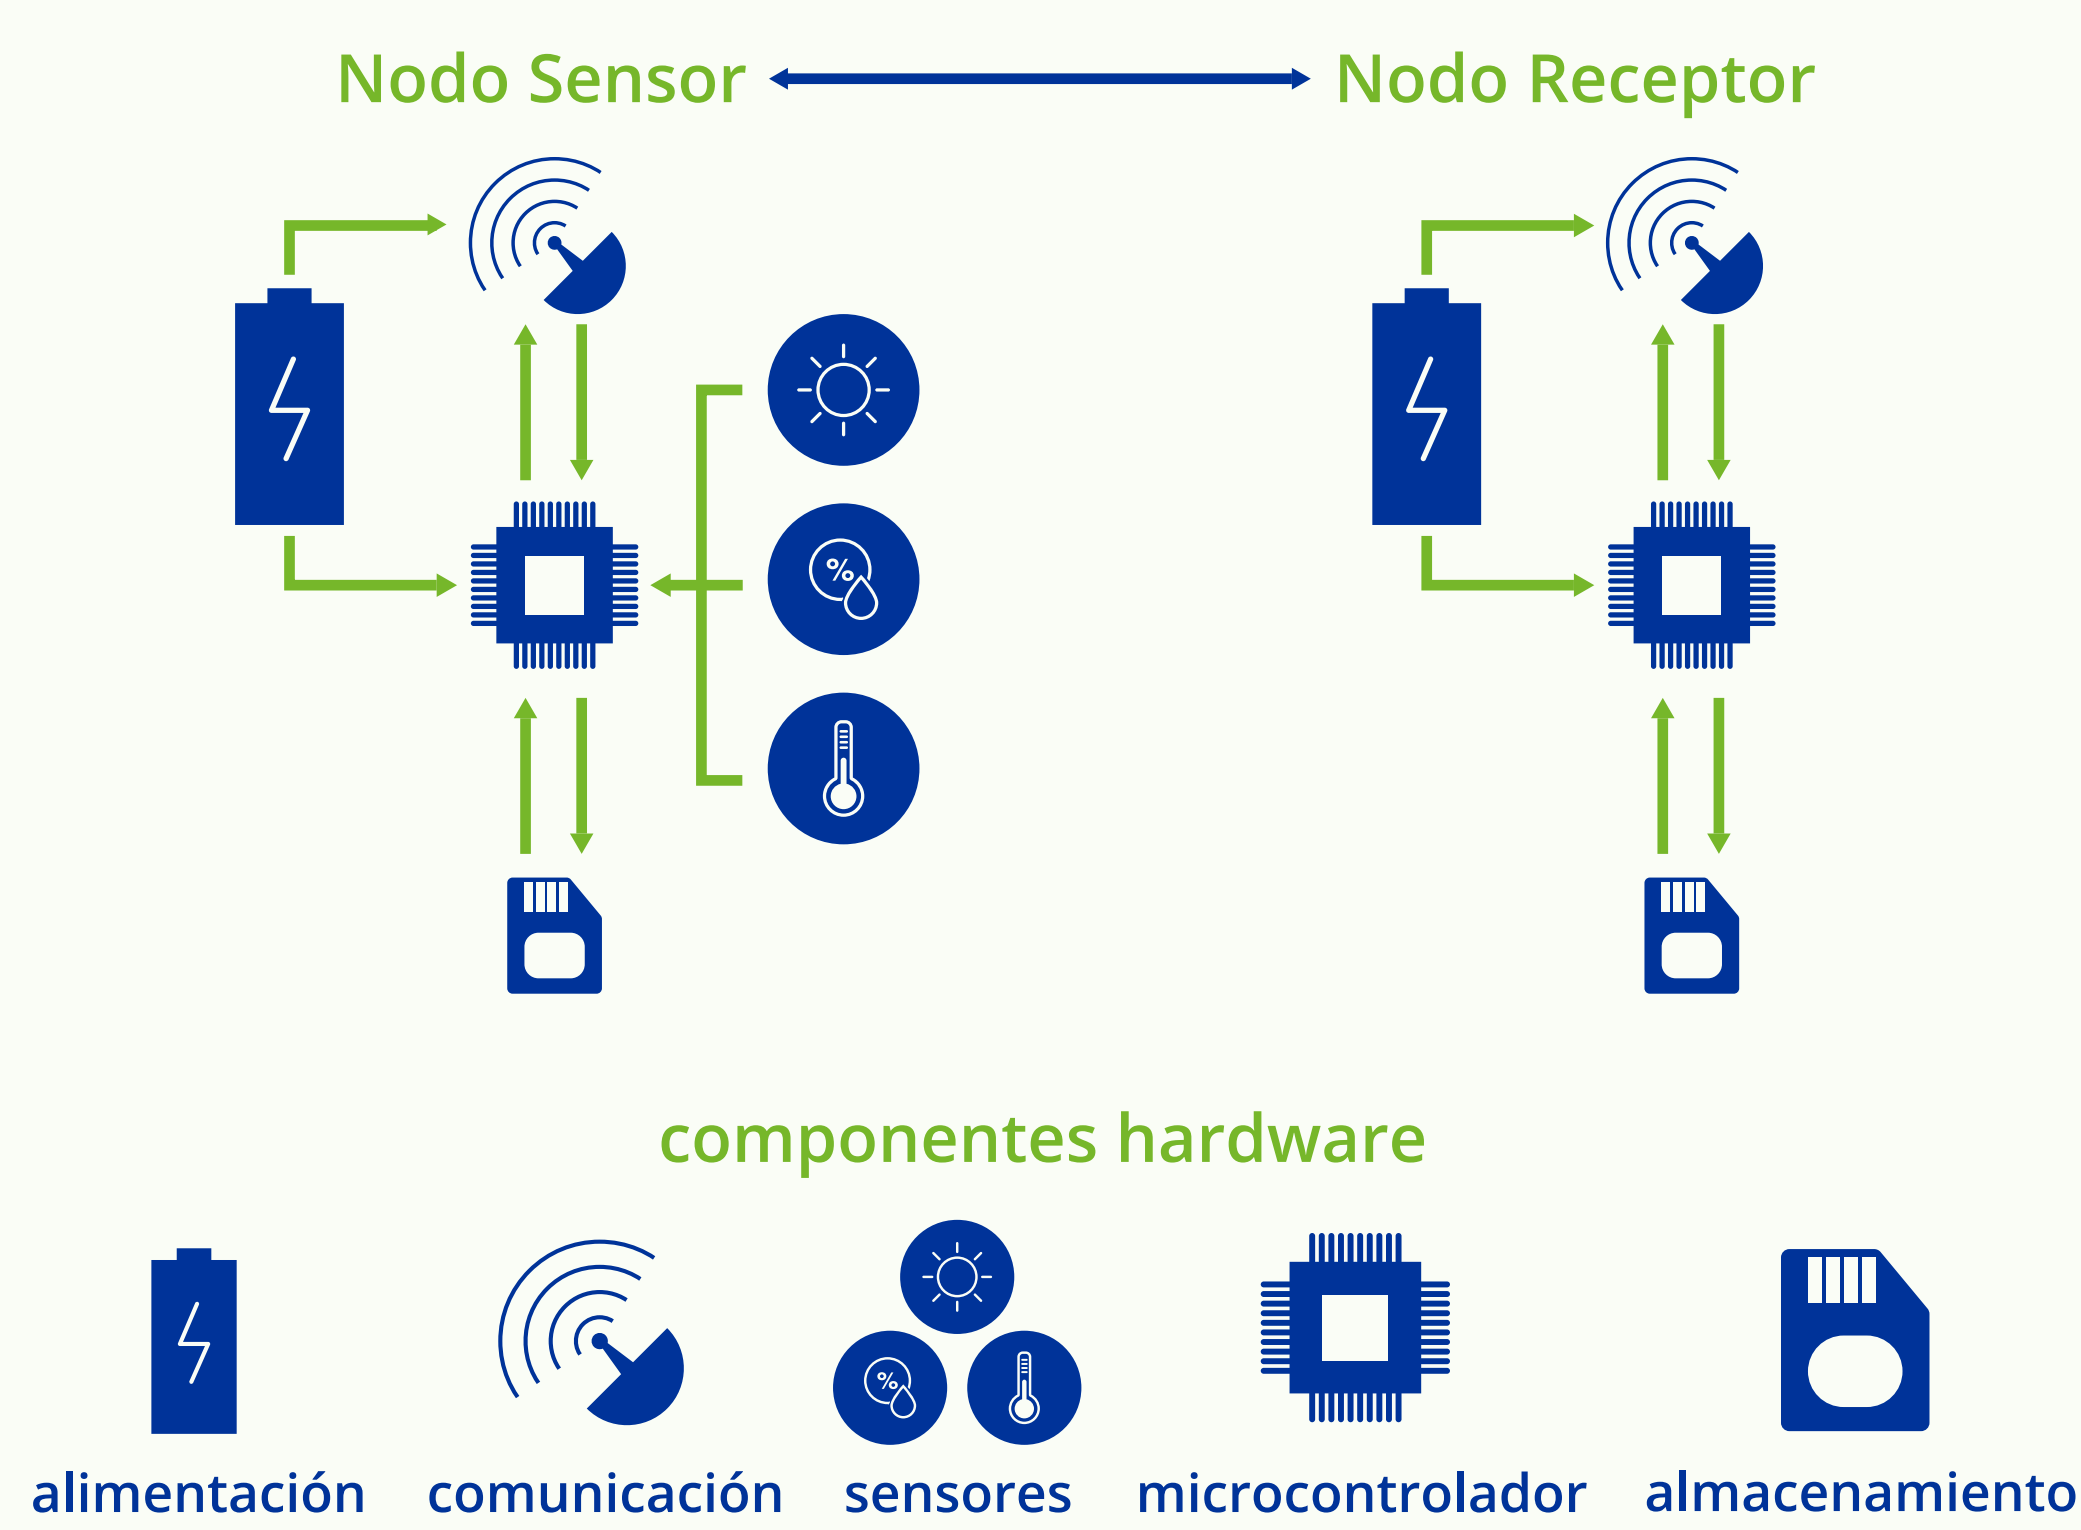 Nodo Sensor
Nodo Receptor
%
componentes hardware
%
alimentación
comunicación
sensores
microcontrolador
almacenamiento